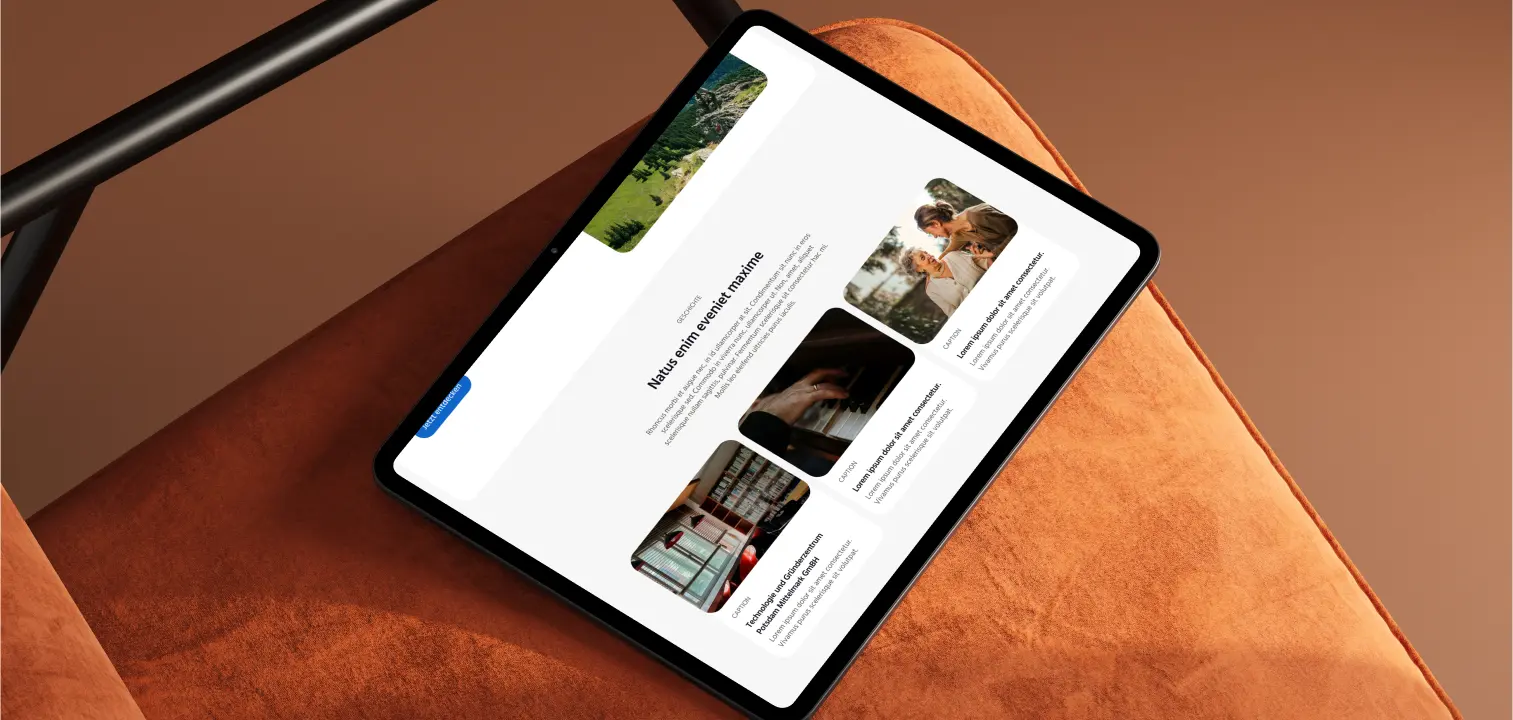 Jetzt entdecken
GESCHICHTE
Natus enim eveniet maxime
Rhoncus morbi et augue nec, in id ullamcorper at sit. Condimentum sit nunc in eros
scelerisque sed. Commodo in viverra nunc, ullamcorper ut. Non, amet, aliquet
scelerisque nullam sagittis, pulvinar. Fermentum scelerisque sit consectetur hac mi.
Mollis leo eleifend ultricies purus iaculis.
CAPTION
Technologie und Gründerzentrum
Potsdam Mittelmark GmBH
Lorem ipsum dolor sit amet consectetur.
Vivamus purus scelerisque sit volutpat.
CAPTION
Lorem ipsum dolor sit amet consectetur.
Lorem ipsum dolor sit amet consectetur.
Vivamus purus scelerisque sit volutpat.
CAPTION
Lorem ipsum dolor sit amet consectetur.
Lorem ipsum dolor sit amet consectetur.
Vivamus purus scelerisque sit volutpat.